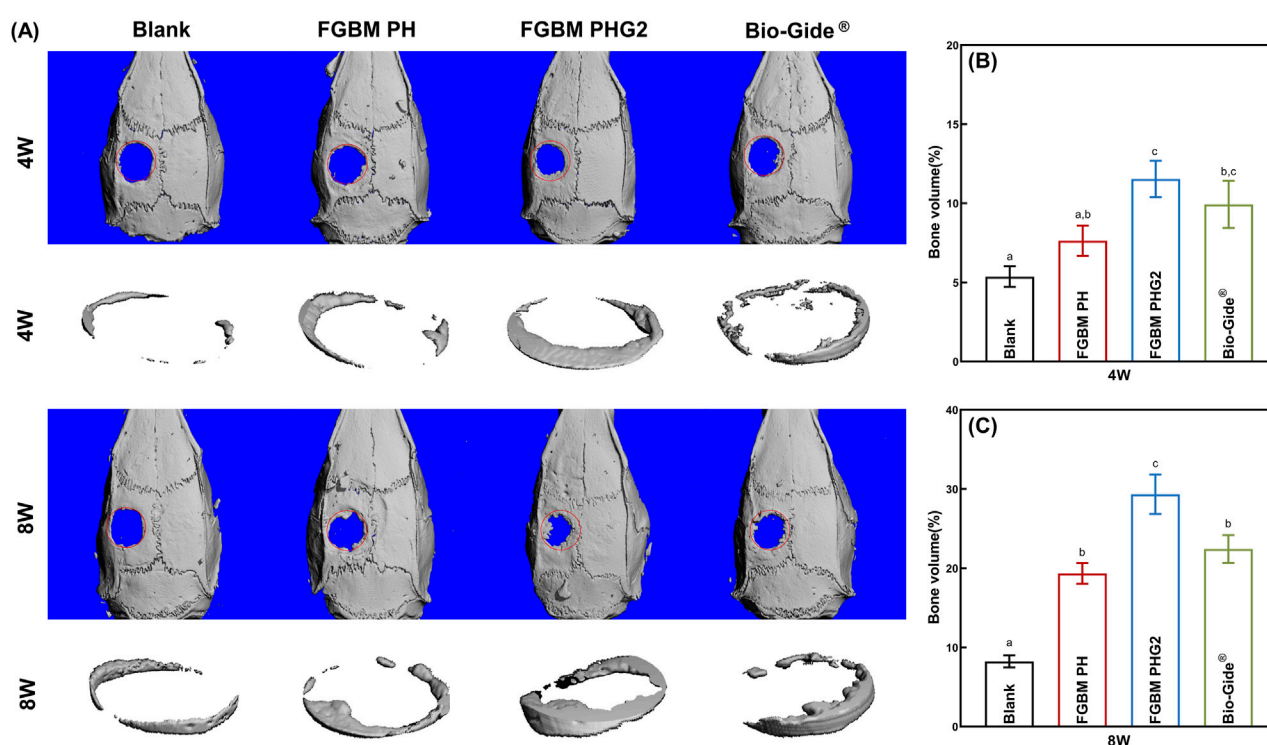 (A)
Blank FGBM PH FGBM PHG2 Bio-Gide®
4W
4W
8W
8W
(B)
Bone volume(%)
20
15
10
5
0
a
a,b
c
b,c
Blank
FGBM PH
FGBM PHG2
Bio-Gide®
4W
(C)
Bone volume(%)
40
30
20
10
0
a
b
c
b
Blank
FGBM PH
FGBM PHG2
Bio-Gide®
8W